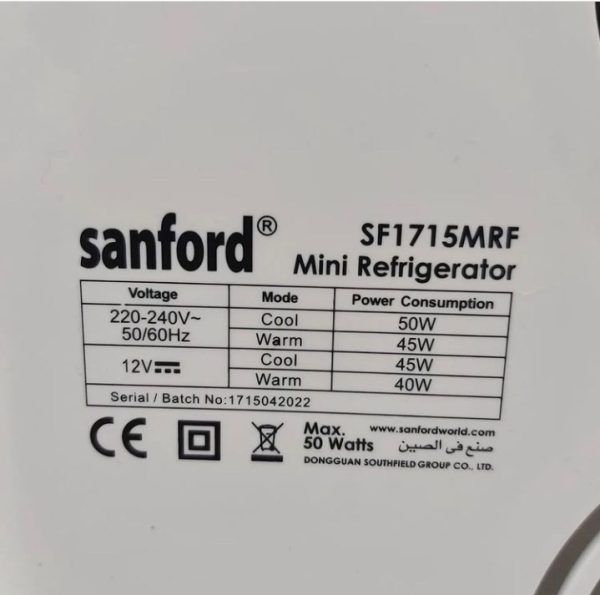 sanford®
SF1715MRF
Mini Refrigerator
Voltage Mode Power Consumption
220-240V~ 50/60Hz Cool 50W
Warm 45W
12V⎓ Cool 45W
Warm 40W
Serial / Batch No:1715042022
CE
Max.
50 Watts
www.sanfordworld.com
صنع في الصين
DONGGUAN SOUTHFIELD GROUP CO., LTD.